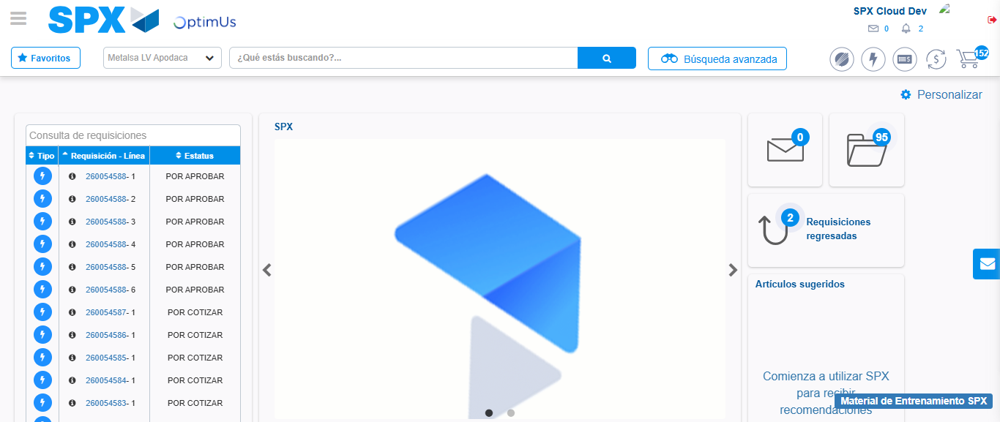 SPX
OptimUs
SPX Cloud Dev
0
2
Favoritos
Metalsa LV Apodaca
¿Qué estás buscando?...
Búsqueda avanzada
$
$
152
Personalizar
Consulta de requisiciones
Tipo
Requisición - Línea
Estatus
260054588- 1 POR APROBAR
260054588- 2 POR APROBAR
260054588- 3 POR APROBAR
260054588- 4 POR APROBAR
260054588- 5 POR APROBAR
260054588- 6 POR APROBAR
260054587- 1 POR COTIZAR
260054586- 1 POR COTIZAR
260054585- 1 POR COTIZAR
260054584- 1 POR COTIZAR
260054583- 1 POR COTIZAR
SPX
0
95
2
Requisiciones
regresadas
Artículos sugeridos
Comienza a utilizar SPX
para recibir
recomendaciones
Material de Entrenamiento SPX